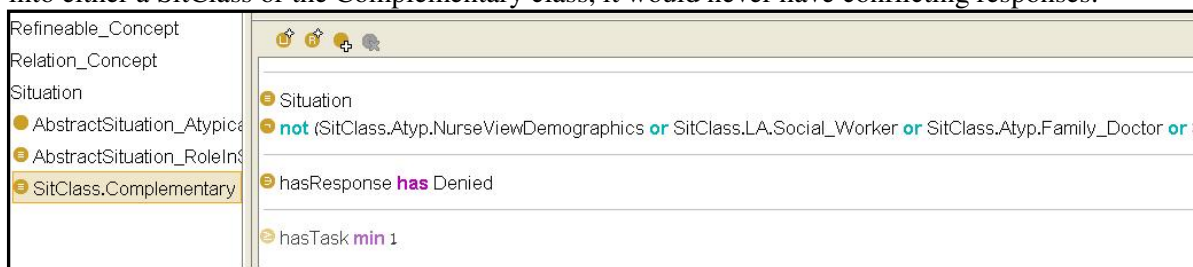 into either a SitClass or the Complementary class, it would never have conflicting responses.
Refineable_Concept
Relation_Concept
Situation
AbstractSituation_Atypica
AbstractSituation_RoleInS
SitClass.Complementary
Situation
not (SitClass.Atyp.NurseViewDemographics or SitClass.LA.Social_Worker or SitClass.Atyp.Family_Doctor or
hasResponse has Denied
hasTask min 1